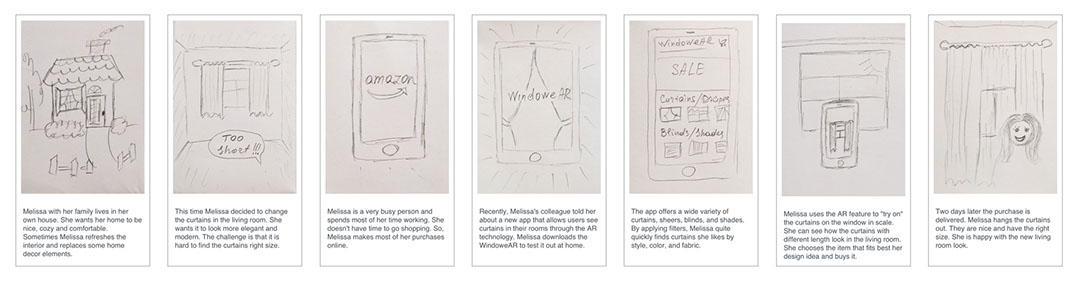 TOO
Short!!!
amazon
WindoweAR
WindoweAR
SALE
Curtains/Drapes
Blinds/Shades
Melissa with her family lives in her
own house. She wants her home to be
nice, cozy and comfortable.
Sometimes Melissa refreshes the
interior and replaces some home
decor elements.
This time Melissa decided to change
the curtains in the living room. She
wants it to look more elegant and
modern. The challenge is that it is
hard to find the curtains right size.
Melissa is a very busy person and
spends most of her time working. She
doesn't have time to go shopping. So,
Melissa makes most of her purchases
online.
Recently, Melissa's colleague told her
about a new app that allows users see
curtains in their rooms through the AR
technology. Melissa downloads the
WindoweAR to test it out at home.
The app offers a wide variety of
curtains, sheers, blinds, and shades.
By applying filters, Melissa quite
quickly finds curtains she likes by
style, color, and fabric.
Melissa uses the AR feature to "try on"
the curtains on the window in scale.
She can see how the curtains with
different length look in the living room.
She chooses the item that fits best her
design idea and buys it.
Two days later the purchase is
delivered. Melissa hangs the curtains
out. They are nice and have the right
size. She is happy with the new living
room look.